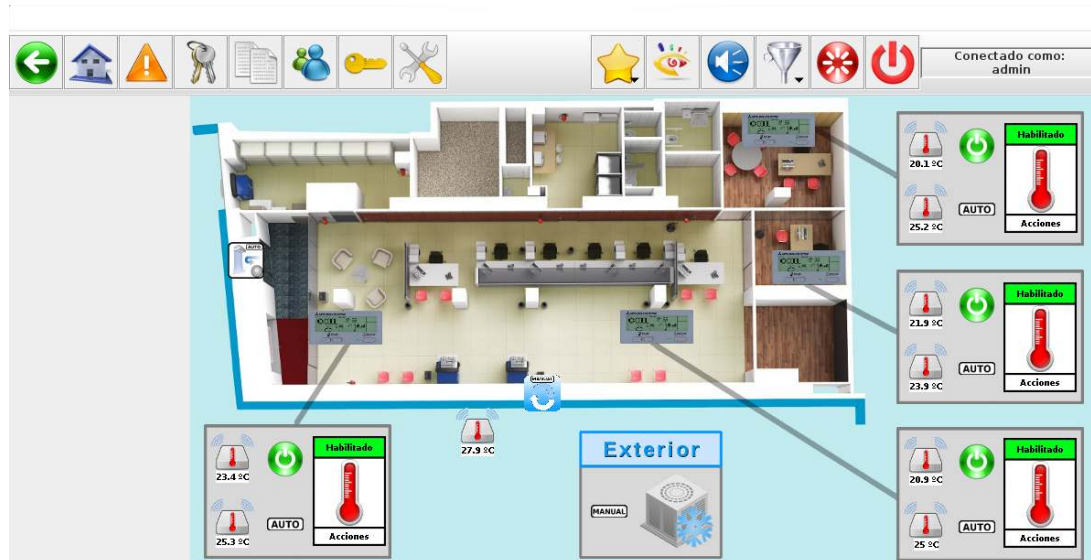 Conectado como:
admin
Habilitado
20.1 ºC
25.2 ºC
AUTO
Acciones
AUTO
Habilitado
21.9 ºC
23.9 ºC
AUTO
Acciones
MANUAL
27.9 ºC
Habilitado
23.4 ºC
25.3 ºC
AUTO
Acciones
Exterior
MANUAL
Habilitado
20.9 ºC
25 ºC
AUTO
Acciones